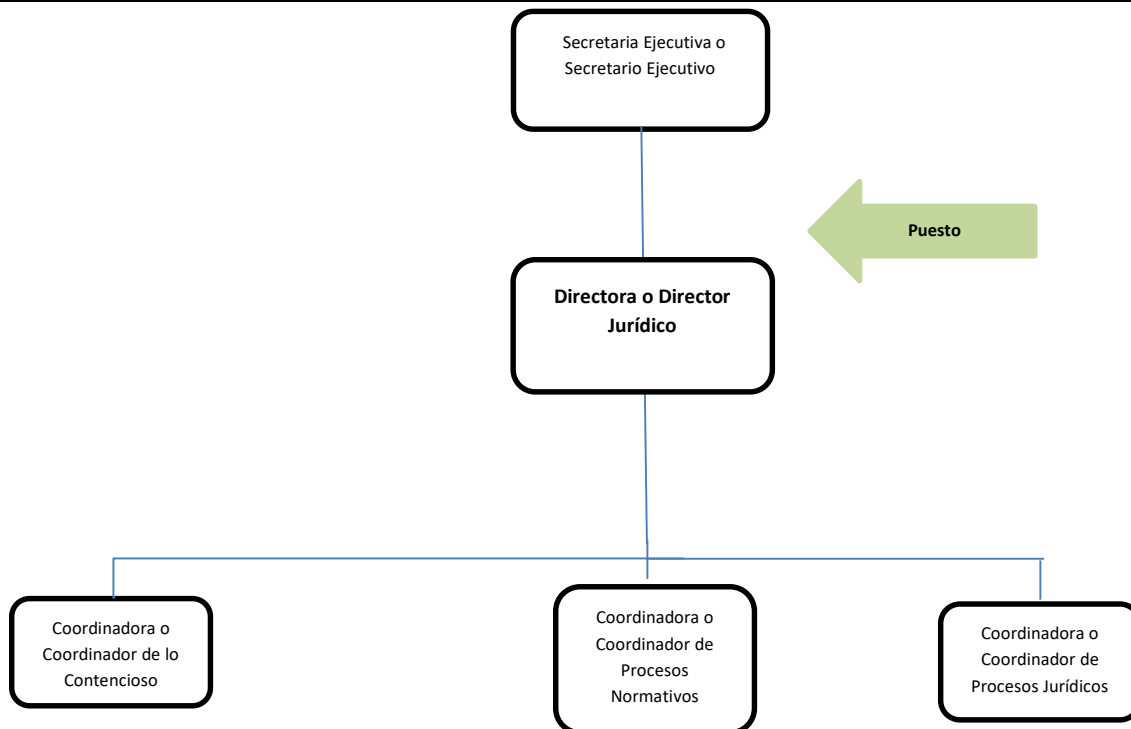 Secretaria Ejecutiva o
Secretario Ejecutivo
Puesto
Directora o Director
Jurídico
Coordinadora o
Coordinador de lo
Contencioso
Coordinadora o
Coordinador de
Procesos
Normativos
Coordinadora o
Coordinador de
Procesos Jurídicos